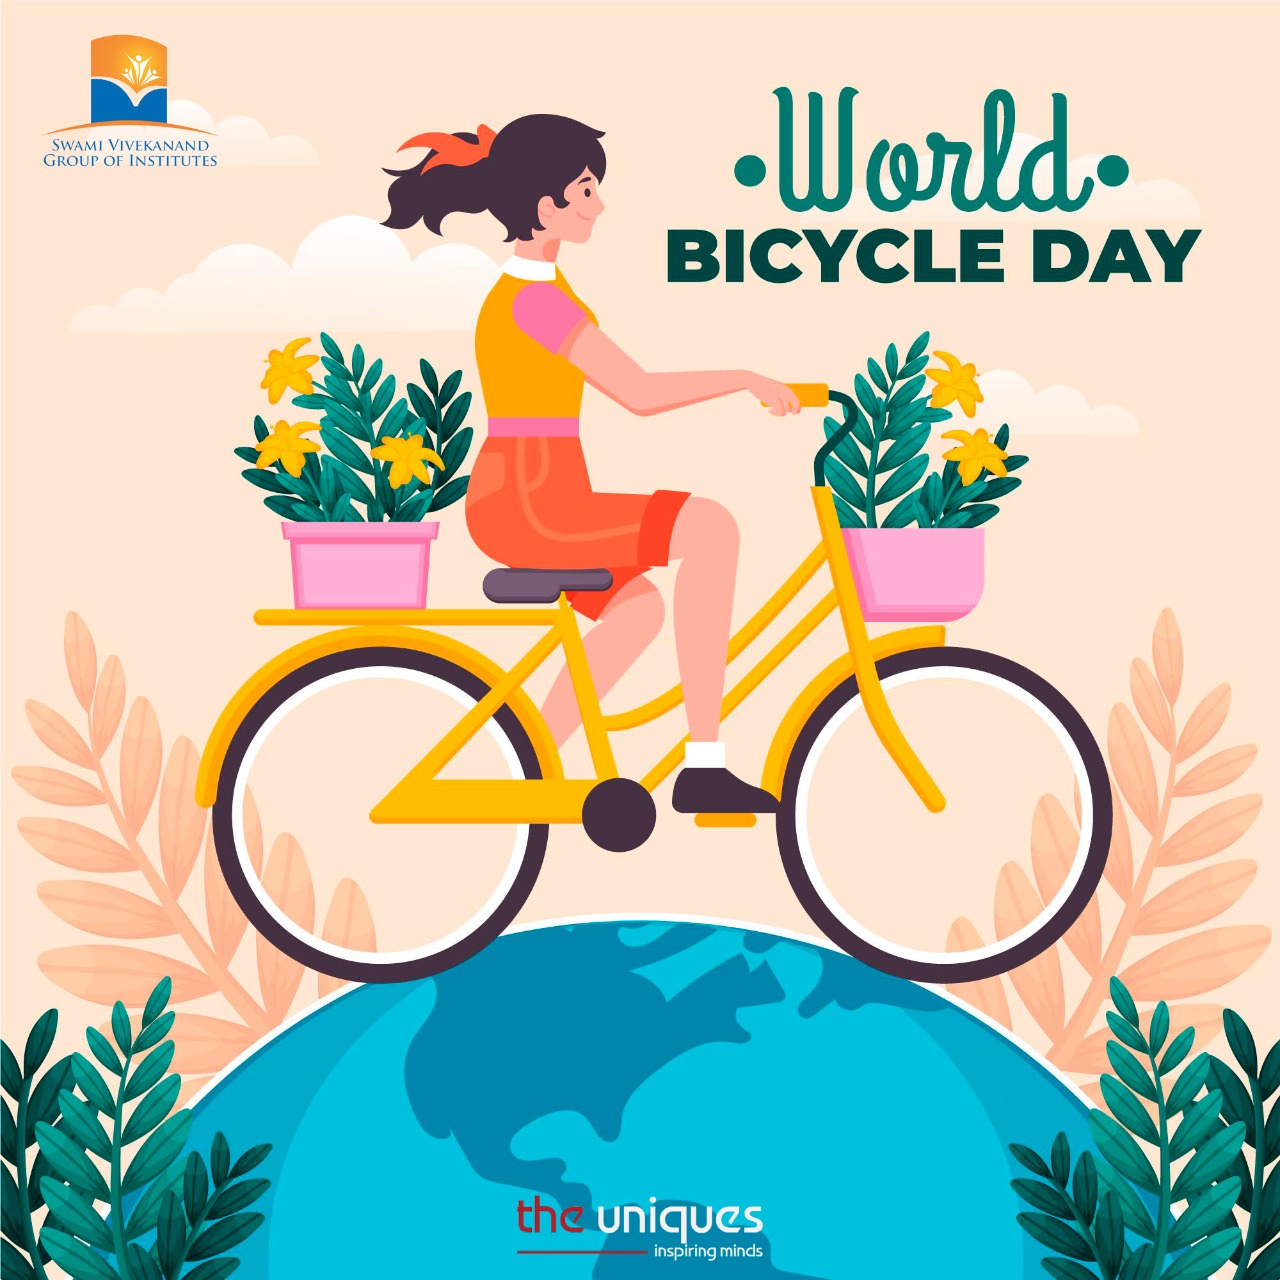 SWAMI VIVEKANAND
GROUP OF INSTITUTES
World
BICYCLE DAY
the uniques
inspiring minds